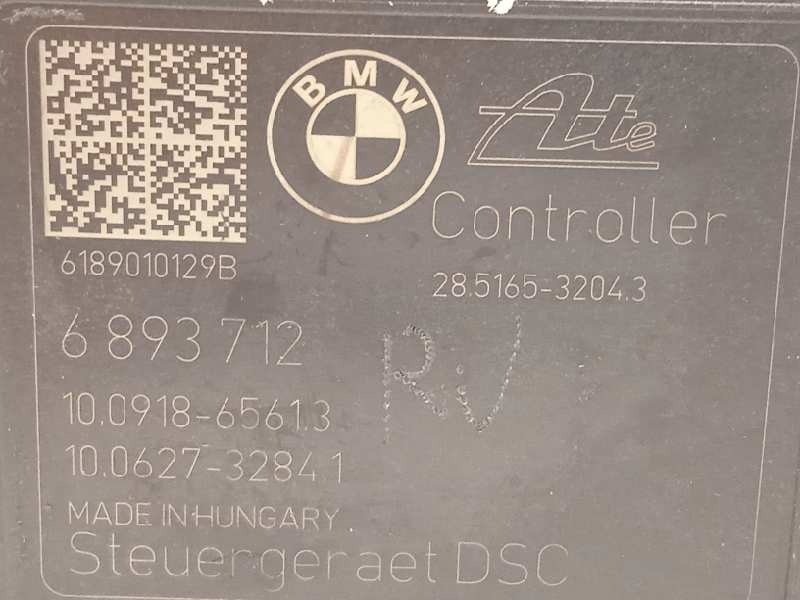 BMW
Ate
Controller
6189010129B
28.5165-3204.3
6 893 712
R.V
10.0918-6561.3
10.0627-3284.1
MADE IN HUNGARY
Steuergeraet DSC